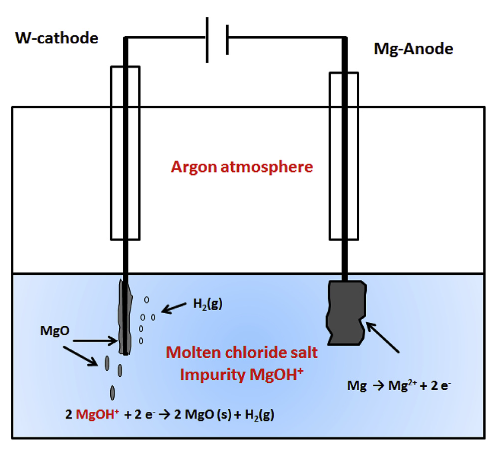 W-cathode
Mg-Anode
Argon atmosphere
H₂(g)
MgO
Molten chloride salt
Impurity MgOH⁺
Mg → Mg²⁺ + 2 e⁻
2 MgOH⁺ + 2 e⁻ → 2 MgO (s) + H₂(g)